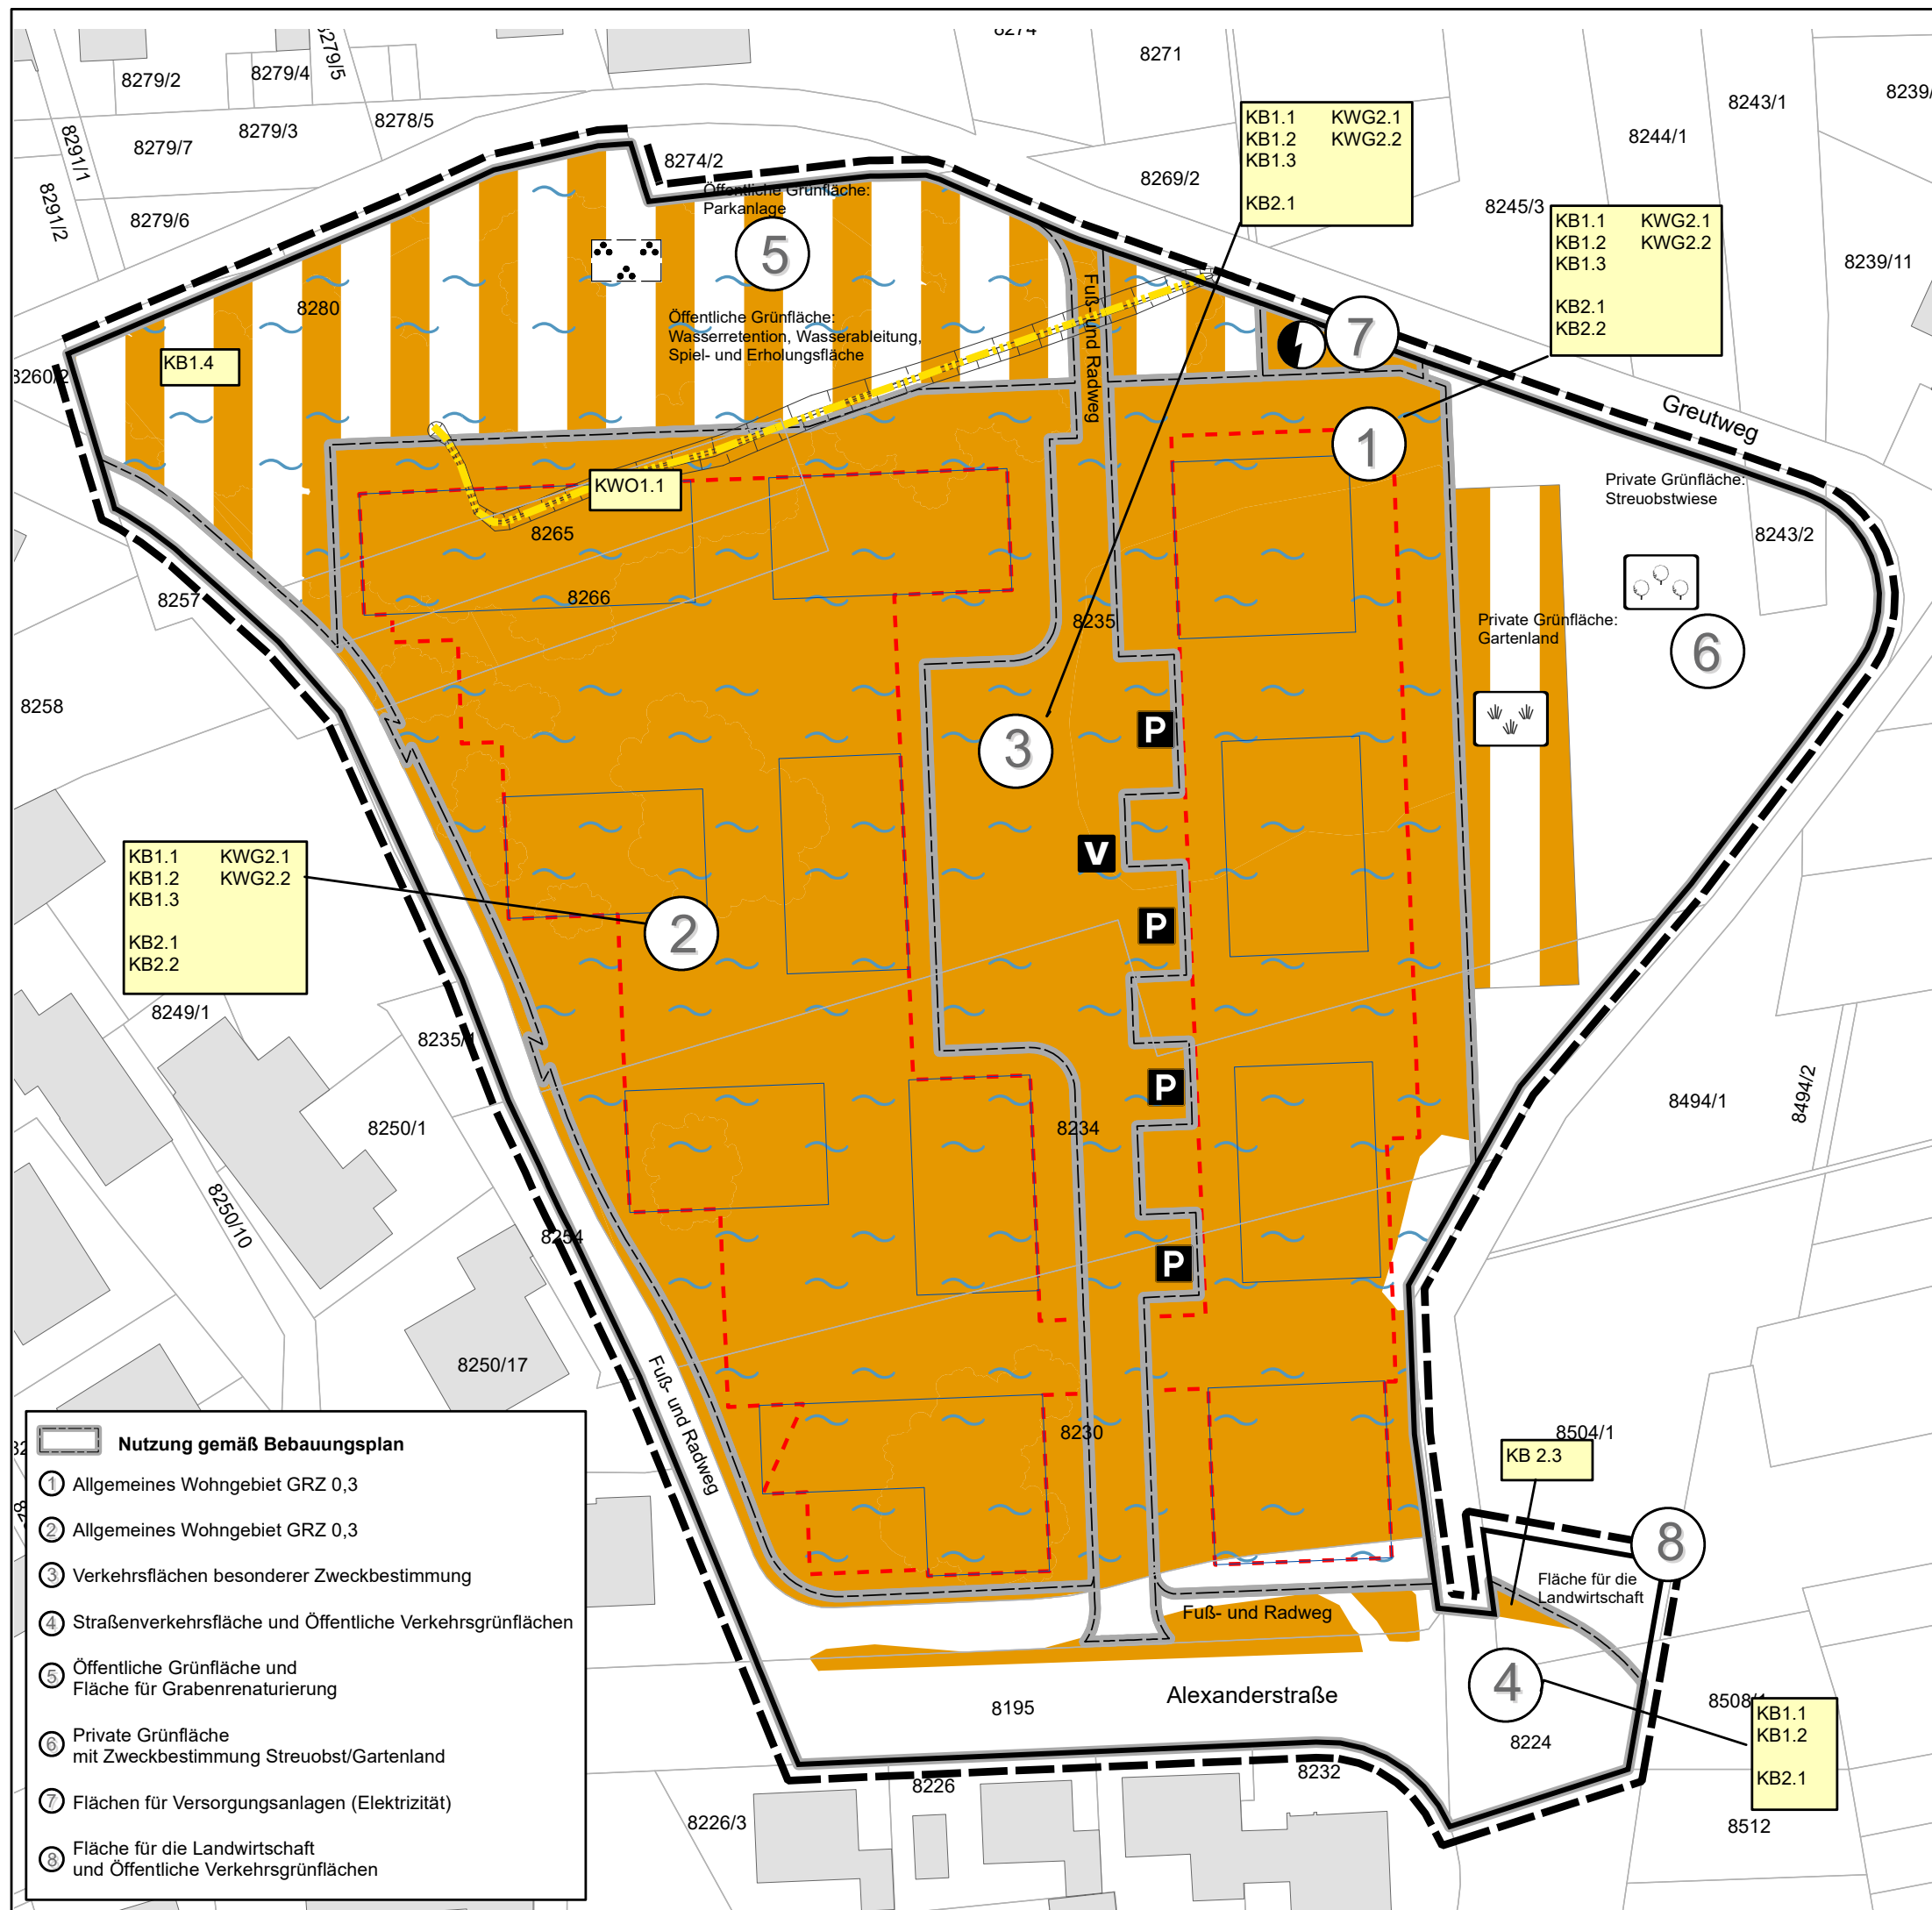 8274
8271
8279/2
8279/4
8279/5
8243/1
8239/
8278/5
8279/3
8279/7
8291/1
8244/1
8274/2
8269/2
8279/6
8291/2
8245/3
8239/11
KB1.1 KWG2.1
KB1.2 KWG2.2
KB1.3
KB2.1
KB1.1 KWG2.1
KB1.2 KWG2.2
KB1.3
KB2.1
KB2.2
Öffentliche Grünfläche:
Parkanlage
5
8280
Öffentliche Grünfläche:
Wasserretention, Wasserableitung,
Spiel- und Erholungsfläche
Fuß- und Radweg
7
KB1.4
8260/2
Greutweg
1
KWO1.1
Private Grünfläche:
Streuobstwiese
8265
8243/2
8257
8266
8235
Private Grünfläche:
Gartenland
6
8258
P
3
V
KB1.1 KWG2.1
KB1.2 KWG2.2
KB1.3
KB2.1
KB2.2
2
P
8249/1
8235/1
P
8494/1
8494/2
8250/1
8234
8250/10
8254
P
8250/17
Fuß- und Radweg
8230
8504/1
KB 2.3
8
Fläche für die
Landwirtschaft
Fuß- und Radweg
4
Alexanderstraße
8195
8508/1
KB1.1
KB1.2
KB2.1
8224
8226
8232
8226/3
8512
Nutzung gemäß Bebauungsplan
1 Allgemeines Wohngebiet GRZ 0,3
2 Allgemeines Wohngebiet GRZ 0,3
3 Verkehrsflächen besonderer Zweckbestimmung
4 Straßenverkehrsfläche und Öffentliche Verkehrsgrünflächen
5 Öffentliche Grünfläche und
Fläche für Grabenrenaturierung
6 Private Grünfläche
mit Zweckbestimmung Streuobst/Gartenland
7 Flächen für Versorgungsanlagen (Elektrizität)
8 Fläche für die Landwirtschaft
und Öffentliche Verkehrsgrünflächen